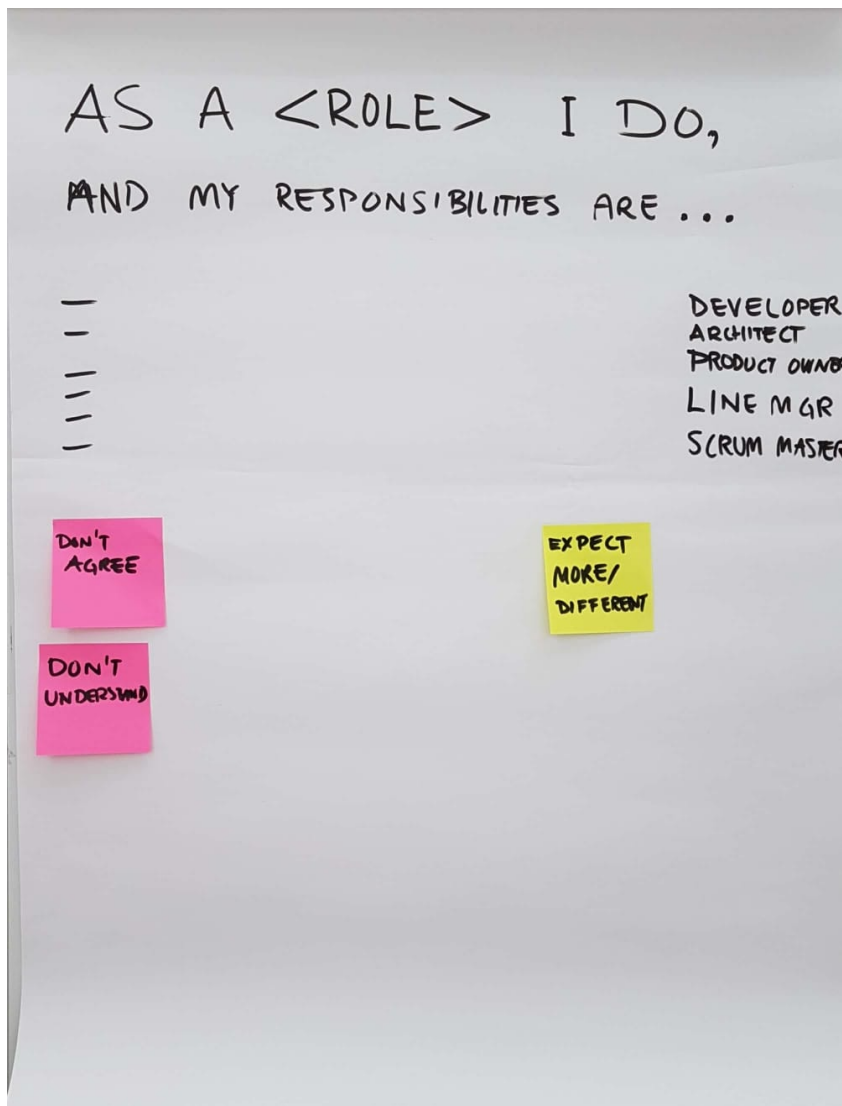 AS A <ROLE> I DO,
AND MY RESPONSIBILITIES ARE ...
—
—
—
—
—
—
DEVELOPER
ARCHITECT
PRODUCT OWNE
LINE MGR
SCRUM MASTER
DON'T
AGREE
EXPECT
MORE/
DIFFERENT
DON'T
UNDERSTAND